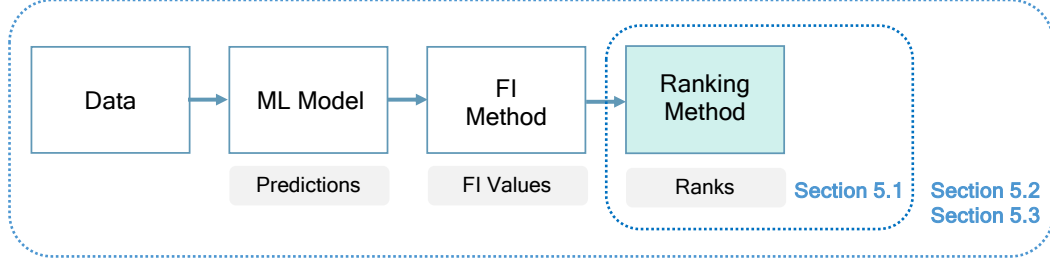 Data
ML Model
FI
Method
Ranking
Method
Predictions
FI Values
Ranks
Section 5.1
Section 5.2
Section 5.3